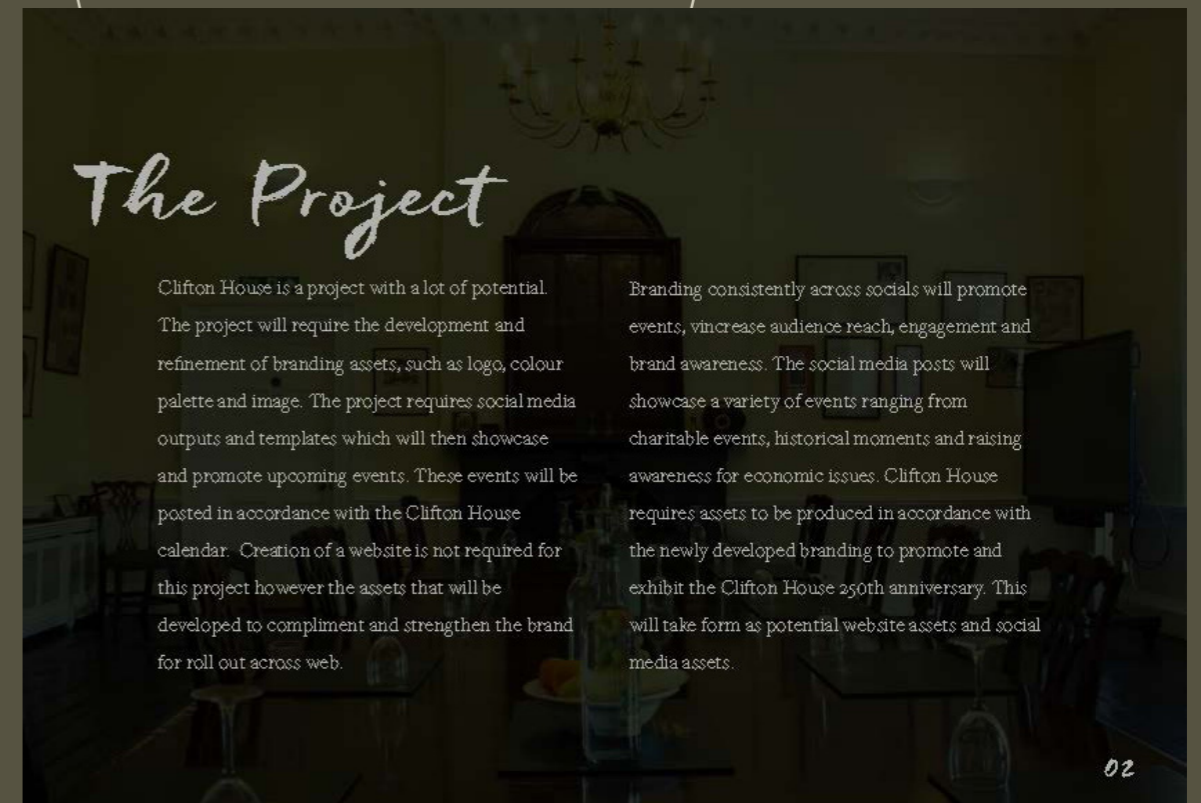 The Project
Clifton House is a project with a lot of potential.
The project will require the development and
refinement of branding assets, such as logo, colour
palette and image. The project requires social media
outputs and templates which will then showcase
and promote upcoming events. These events will be
posted in accordance with the Clifton House
calendar. Creation of a website is not required for
this project however the assets that will be
developed to compliment and strengthen the brand
for roll out across web.
Branding consistently across socials will promote
events, vincrease audience reach, engagement and
brand awareness. The social media posts will
showcase a variety of events ranging from
charitable events, historical moments and raising
awareness for economic issues. Clifton House
requires assets to be produced in accordance with
the newly developed branding to promote and
exhibit the Clifton House 250th anniversary. This
will take form as potential website assets and social
media assets.
02